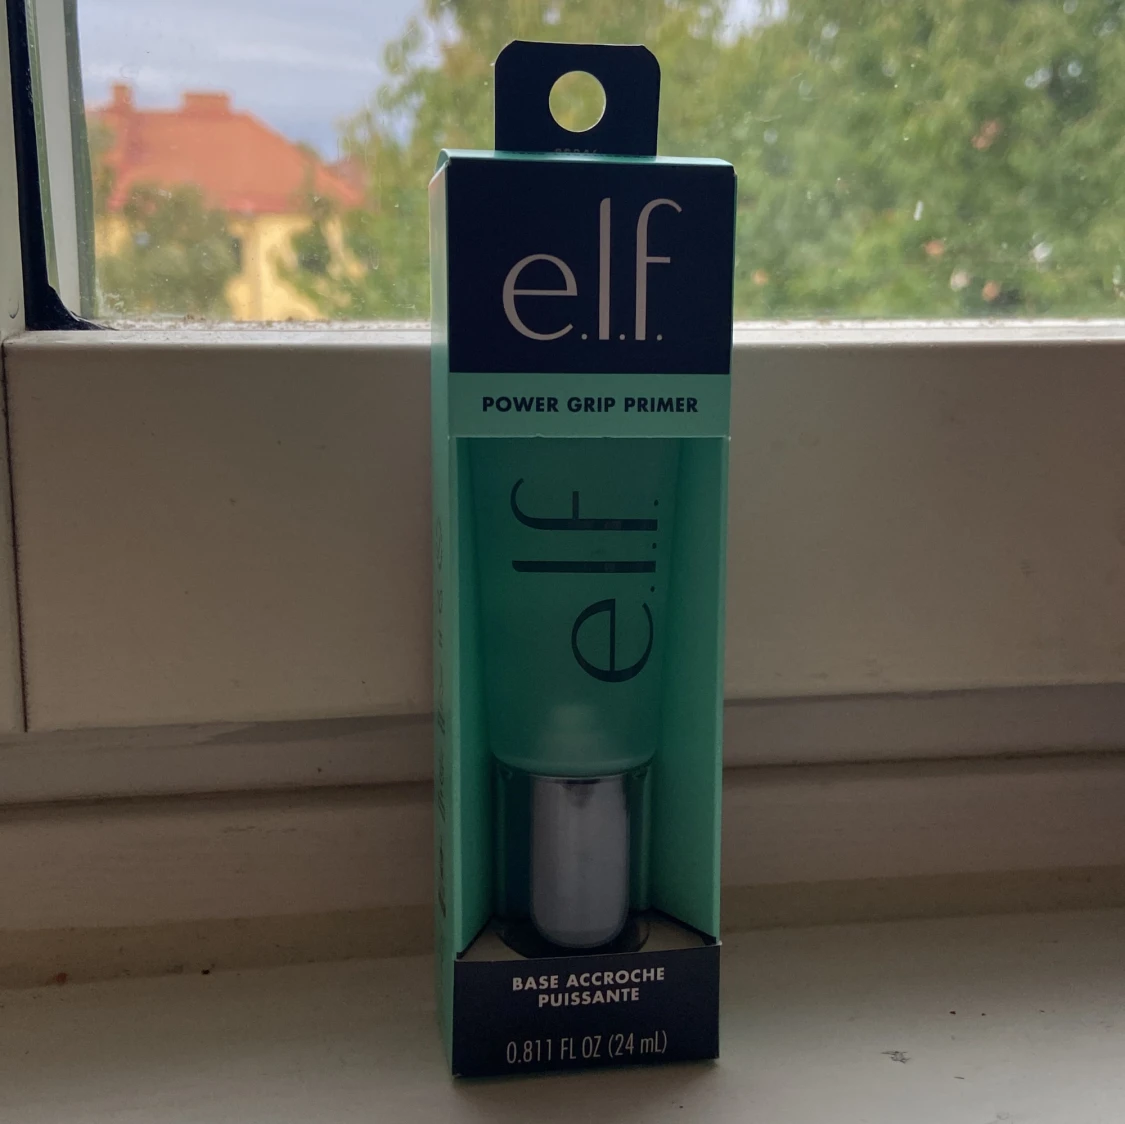 e.l.f.
POWER GRIP PRIMER
e.l.f.
BASE ACCROCHE
PUISSANTE
0.811 FL OZ (24 mL)